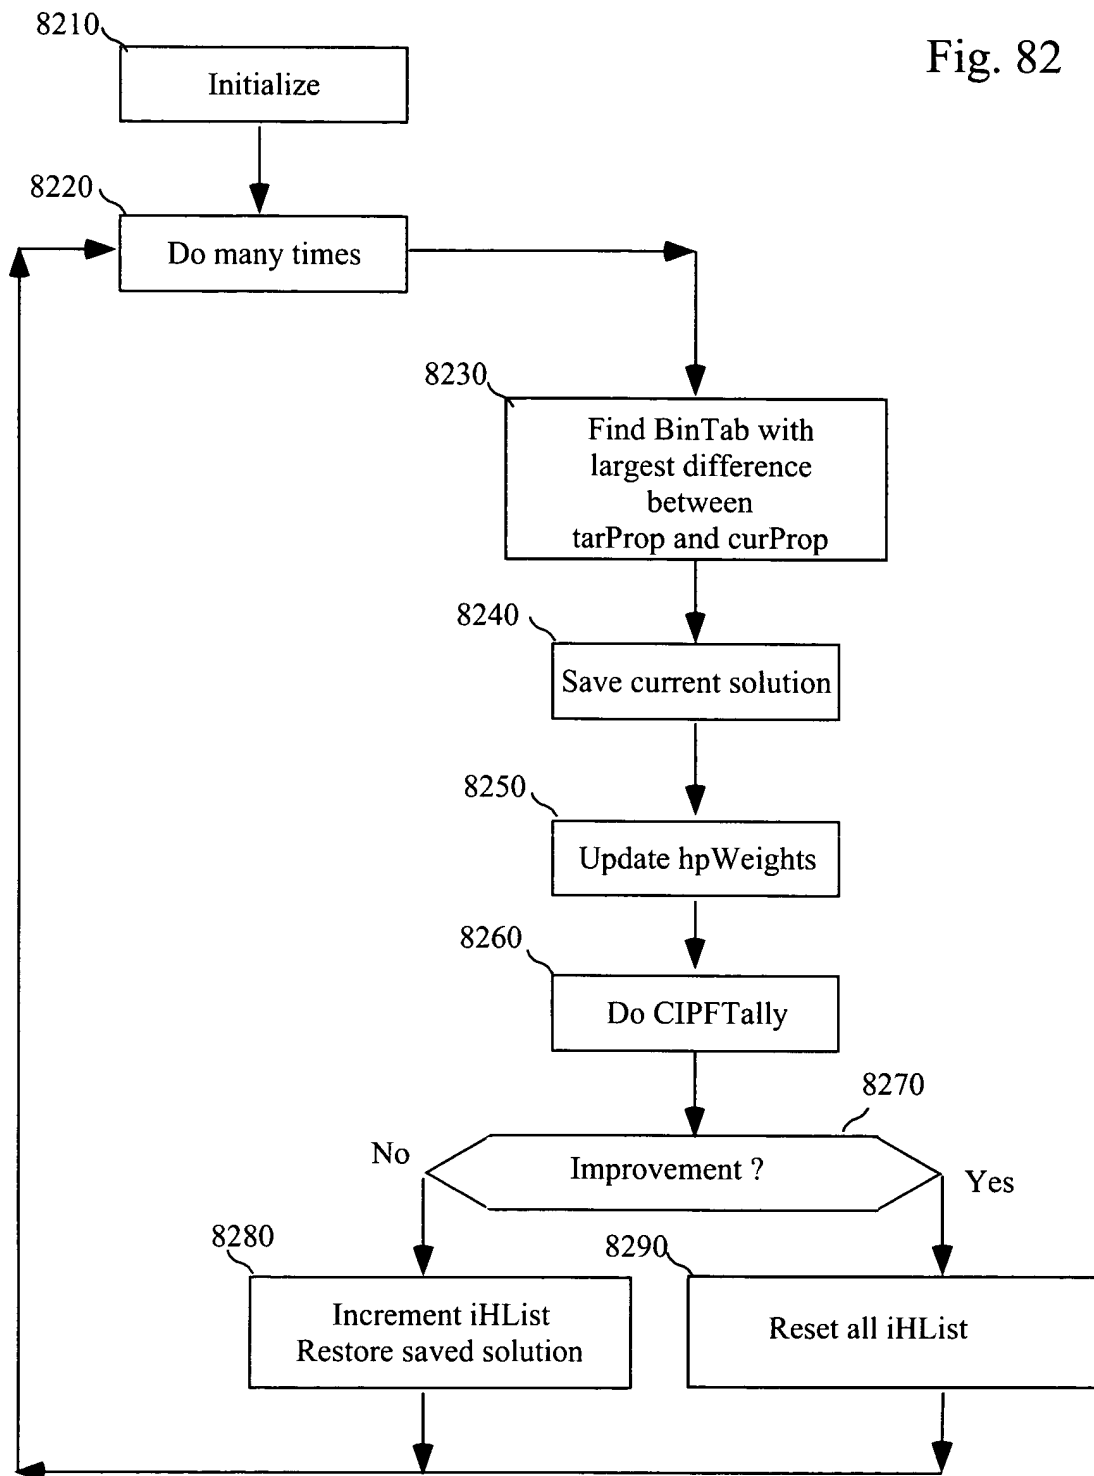 Fig. 82
8210
Initialize
8220
Do many times
8230
Find BinTab with
largest difference
between
tarProp and curProp
8240
Save current solution
8250
Update hpWeights
8260
Do CIPFTally
8270
Improvement ?
No
Yes
8280
Increment iHList
Restore saved solution
8290
Reset all iHList